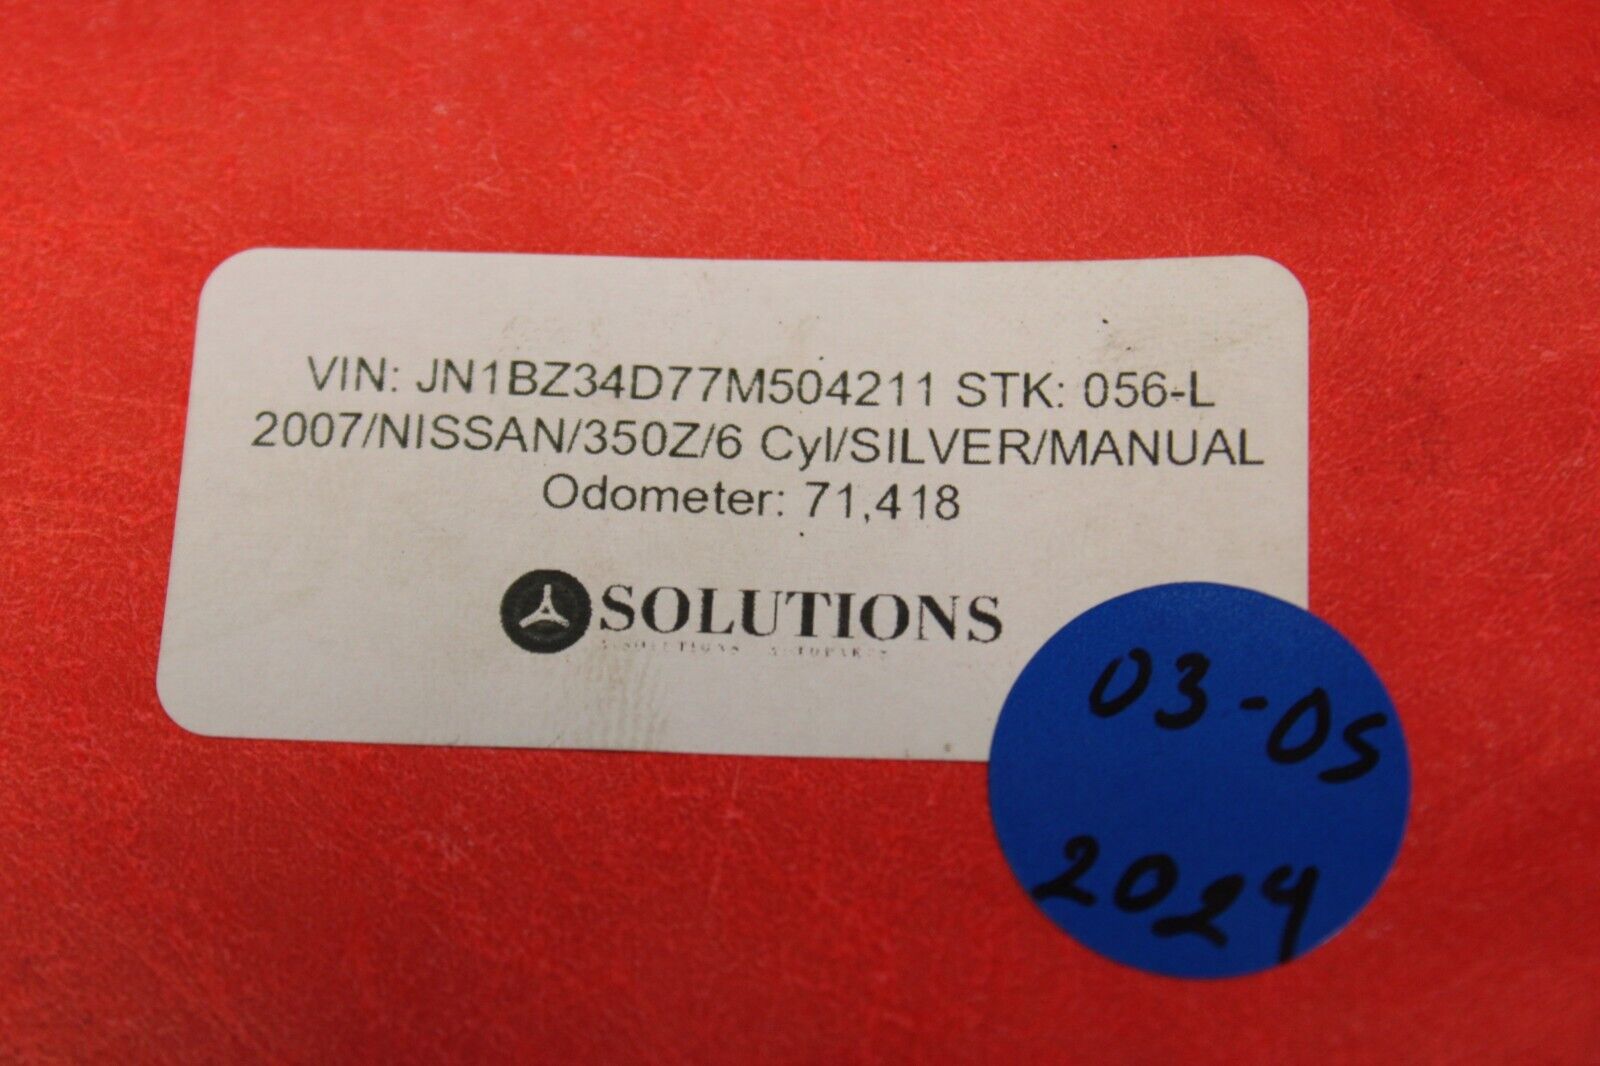 VIN: JN1BZ34D77M504211 STK: 056-L
2007/NISSAN/350Z/6 Cyl/SILVER/MANUAL
Odometer: 71,418
SOLUTIONS
03-05
2024